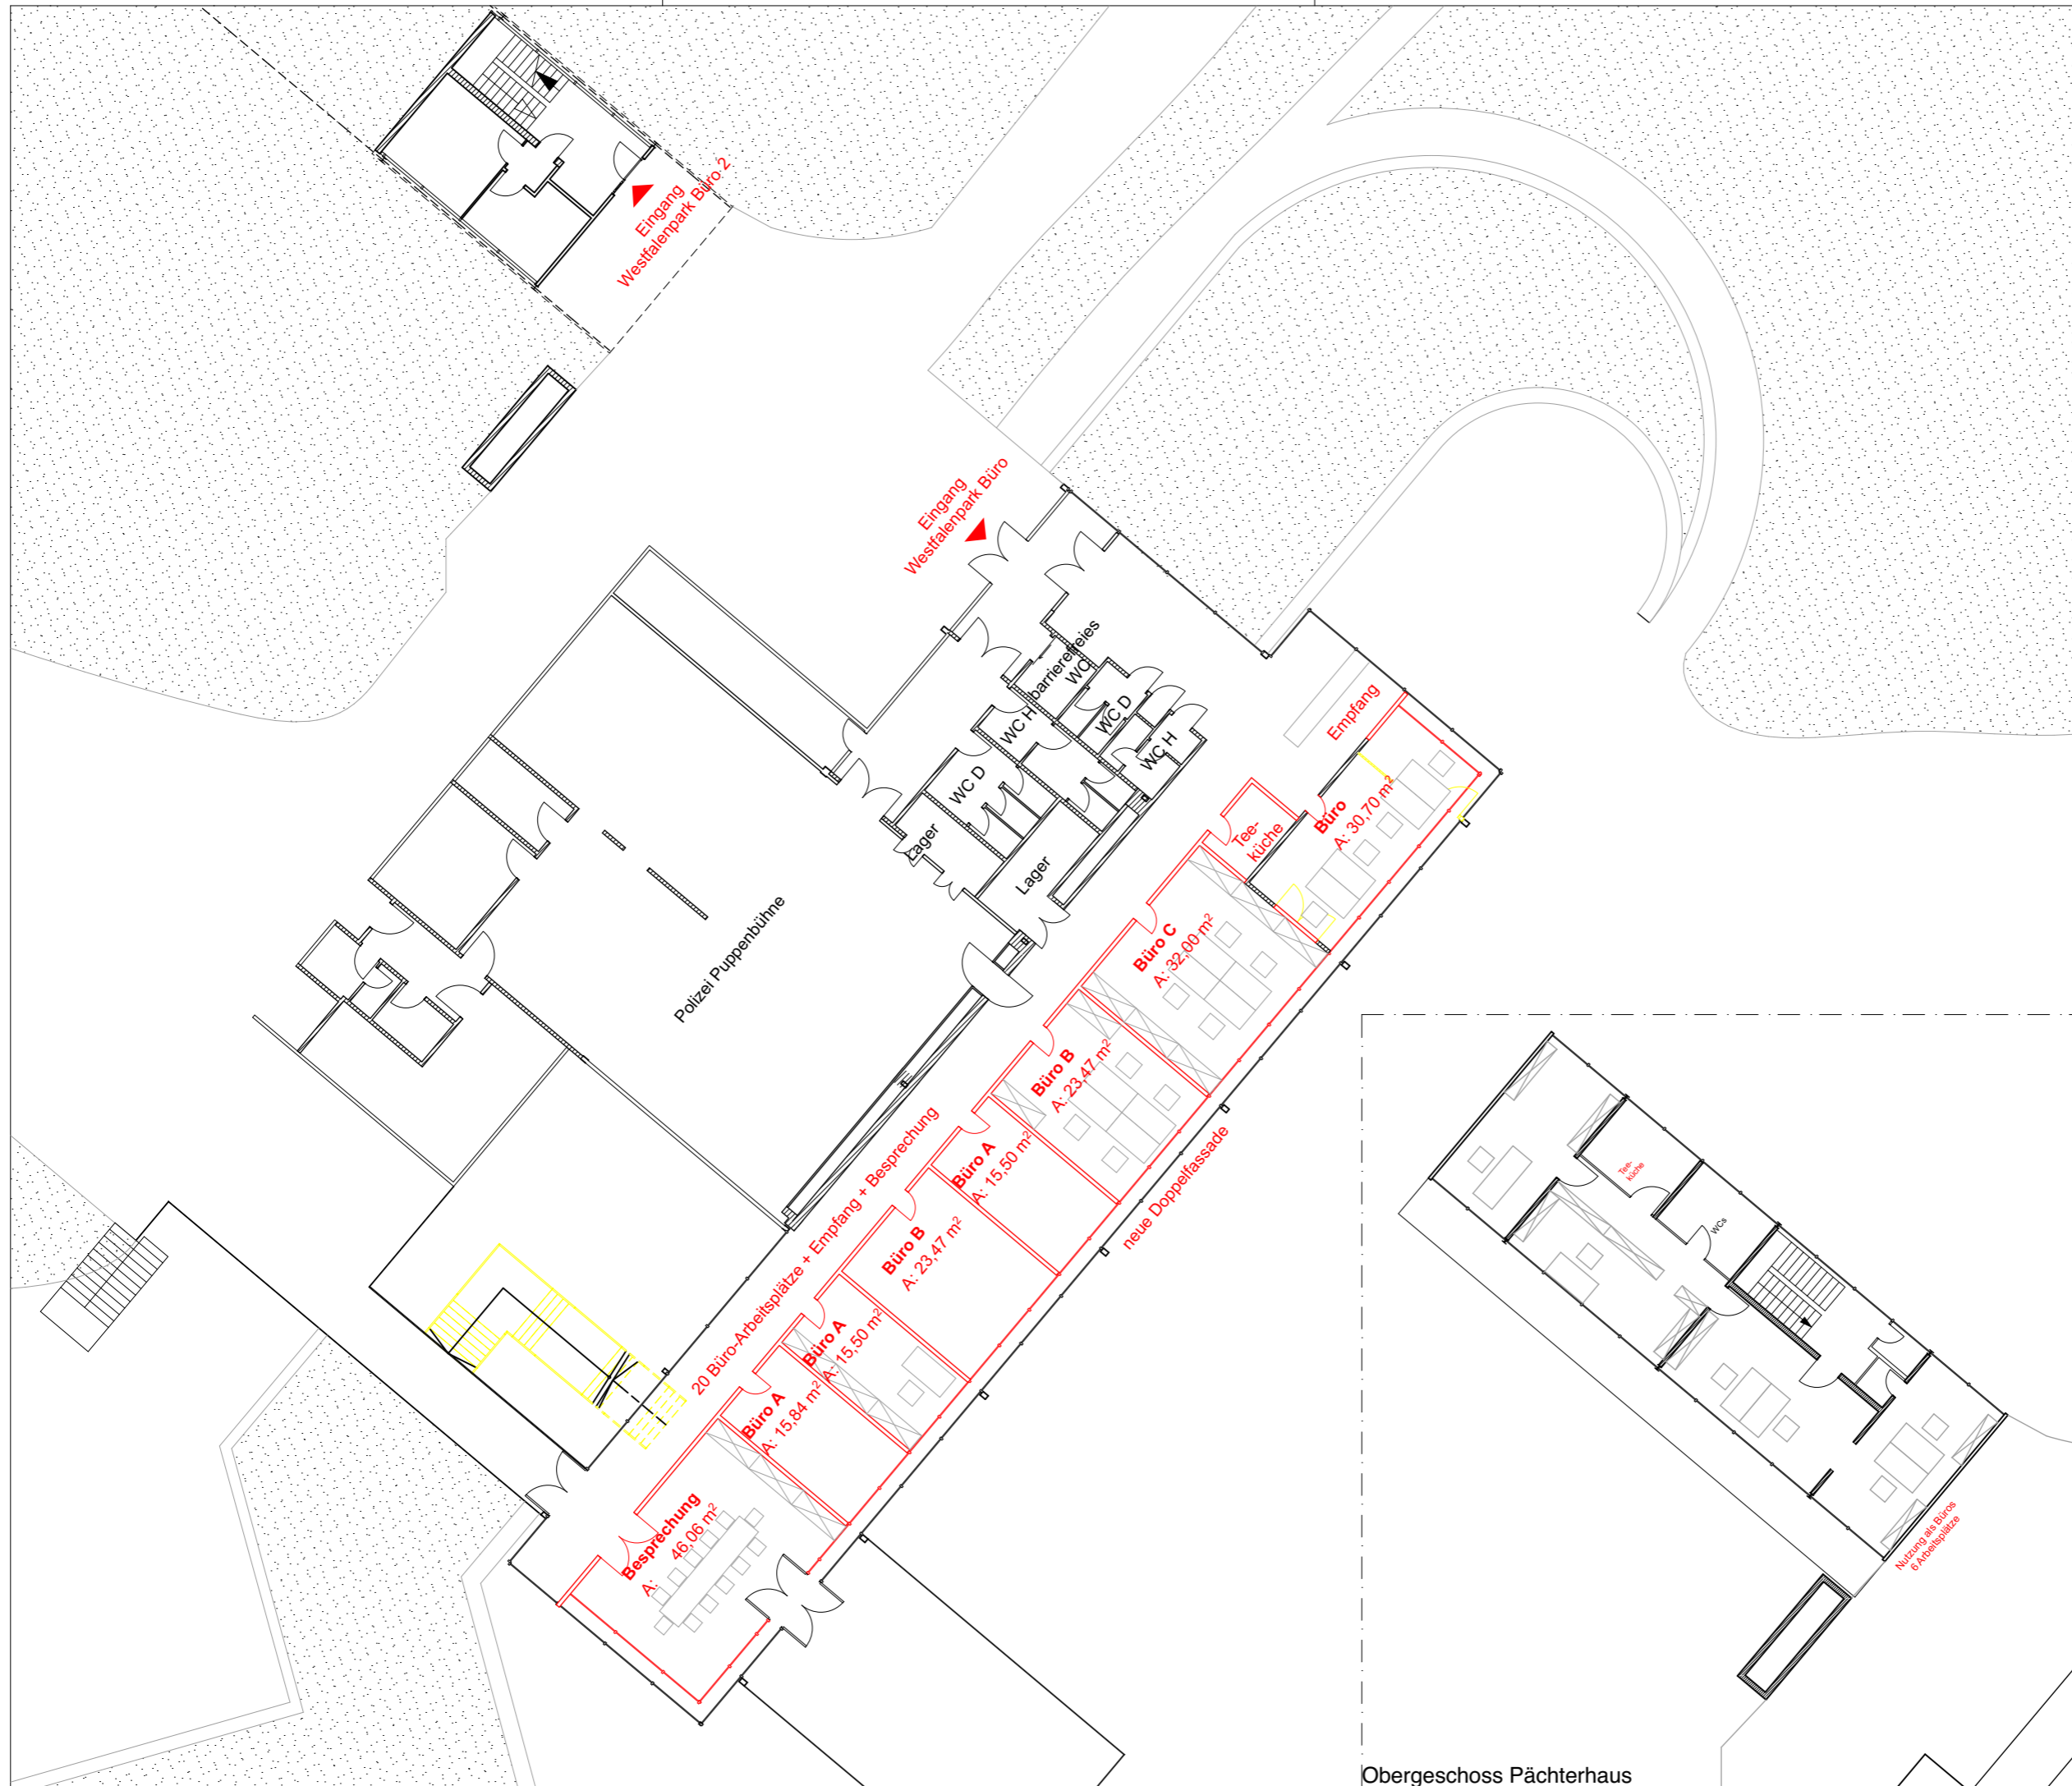 Eingang
Westfalenpark Büro 2
Eingang
Westfalenpark Büro
barrierefreies
WC
WC D
WC H
WC H
WC D
Lager
Lager
Empfang
Büro
A: 30,70 m²
Tee-
küche
Polizei Puppenbühne
Büro C
A: 32,00 m²
Büro B
A: 23,47 m²
Büro A
A: 15,50 m²
Büro B
A: 23,47 m²
Büro A
A: 15,50 m²
Büro A
A: 15,84 m²
Besprechung
A: 46,06 m²
20 Büro-Arbeitsplätze + Empfang + Besprechung
neue Doppelfassade
Tee-
küche
WCs
Nutzung als Büros
6 Arbeitsplätze
Obergeschoss Pächterhaus